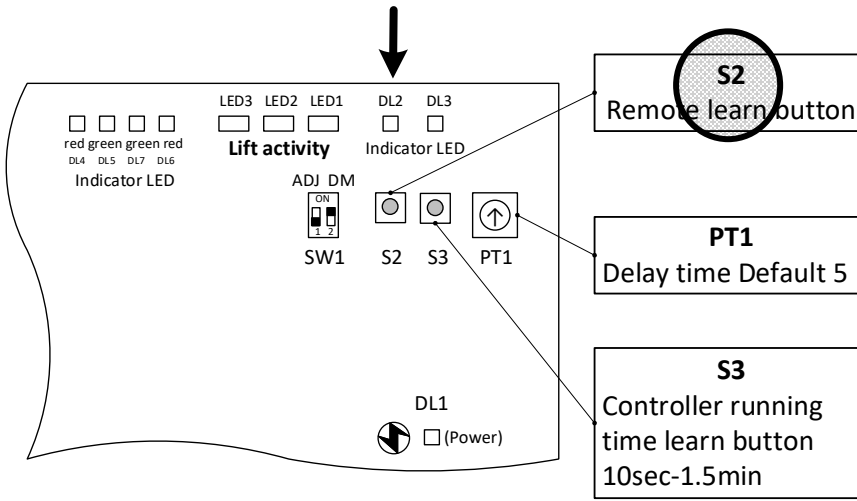 LED3 LED2 LED1 DL2 DL3
red green green red
Lift activity
Indicator LED
DL4 DL5 DL7 DL6
Indicator LED
ADJ DM
ON
1 2
SW1 S2 S3 PT1
DL1
(Power)
S2
Remote learn button
PT1
Delay time Default 5
S3
Controller running
time learn button
10sec-1.5min